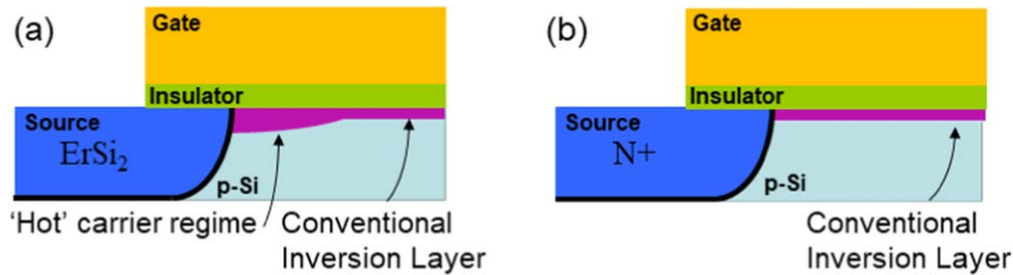 (a)
Gate
Insulator
Source
ErSi₂
p-Si
'Hot' carrier regime
Conventional
Inversion Layer
(b)
Gate
Insulator
Source
N+
p-Si
Conventional
Inversion Layer